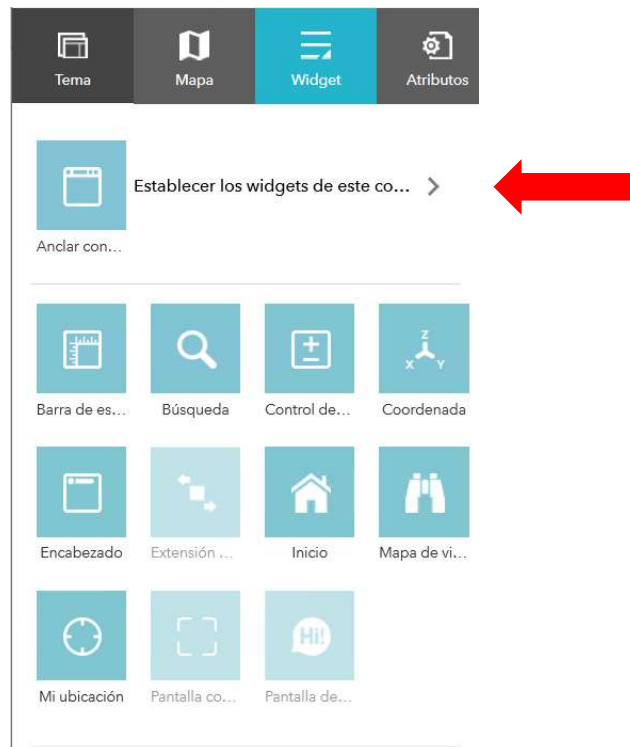 Tema Mapa Widget Atributos
Establecer los widgets de este co...
Anclar con...
Z
X Y
Barra de es... Búsqueda Control de... Coordenada
Encabezado Extensión ... Inicio Mapa de vi...
Hi!
Mi ubicación Pantalla co... Pantalla de...